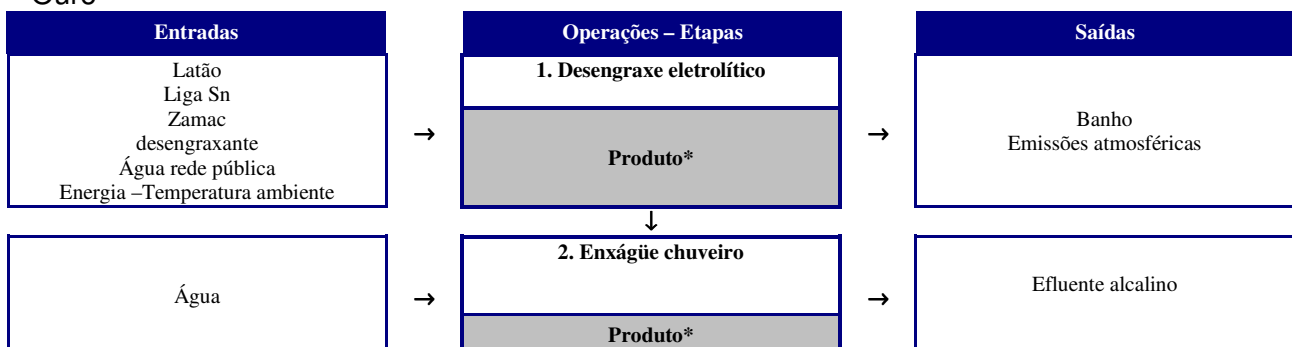 Ouro
Entradas
Operações – Etapas
Saídas
Latão
Liga Sn
Zamac
desengraxante
Água rede pública
Energia –Temperatura ambiente
→
1. Desengraxe eletrolítico
Produto*
→
Banho
Emissões atmosféricas
↓
Água
→
2. Enxágüe chuveiro
Produto*
→
Efluente alcalino